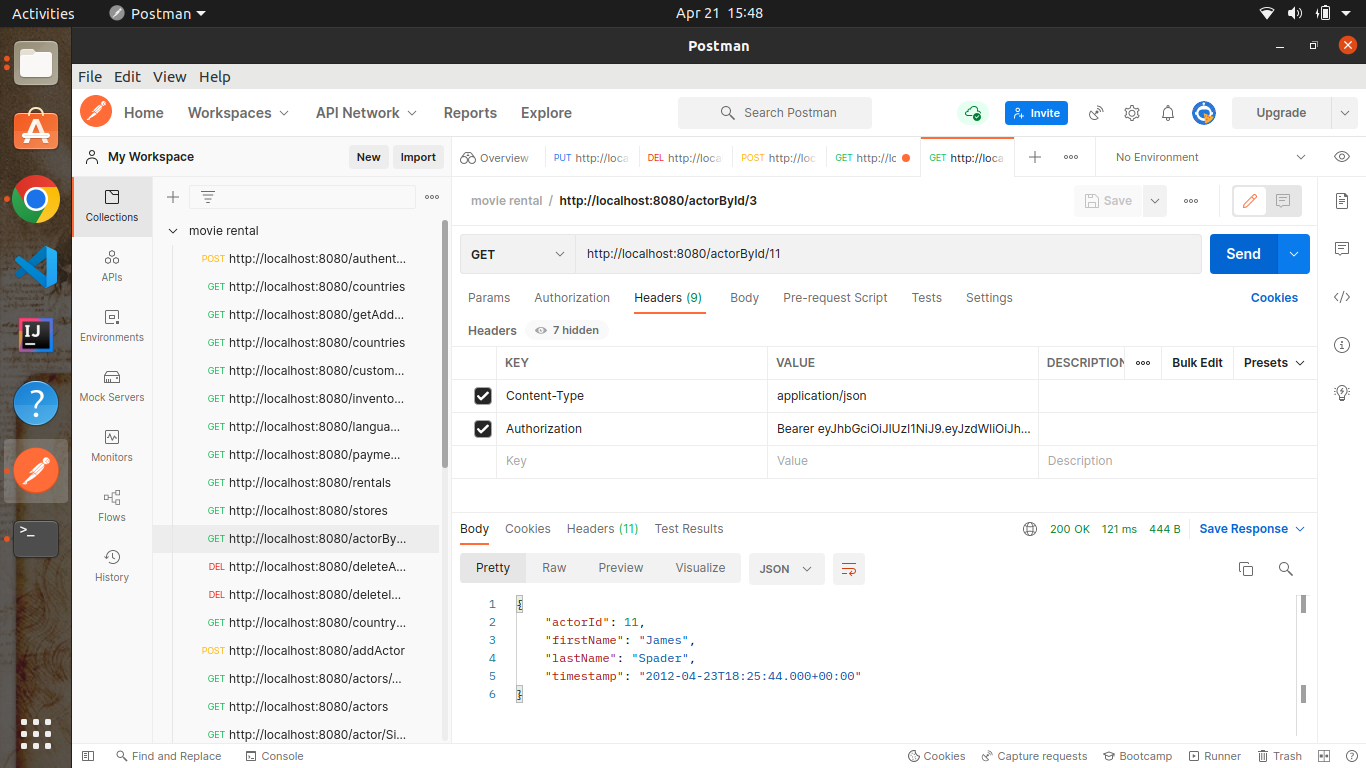 Activities
Postman
Apr 21 15:48
Postman
File Edit View Help
Home Workspaces API Network Reports Explore
Search Postman
Invite
Upgrade
My Workspace
New Import
Overview
PUT http://loca
DEL http://loca
POST http://loc
GET http://lc
GET http://loca
No Environment
Collections
APIs
Environments
Mock Servers
Monitors
Flows
History
movie rental
POST http://localhost:8080/authent...
GET http://localhost:8080/countries
GET http://localhost:8080/getAdd...
GET http://localhost:8080/countries
GET http://localhost:8080/custom...
GET http://localhost:8080/invento...
GET http://localhost:8080/langua...
GET http://localhost:8080/payme...
GET http://localhost:8080/rentals
GET http://localhost:8080/stores
GET http://localhost:8080/actorBy...
DEL http://localhost:8080/deleteA...
DEL http://localhost:8080/deleteI...
GET http://localhost:8080/country...
POST http://localhost:8080/addActor
GET http://localhost:8080/actors/...
GET http://localhost:8080/actors
GET http://localhost:8080/actor/Si...
movie rental / http://localhost:8080/actorById/3
Save
GET
http://localhost:8080/actorById/11
Send
Params Authorization Headers (9) Body Pre-request Script Tests Settings
Cookies
Headers 7 hidden
KEY VALUE DESCRIPTION
Bulk Edit Presets
Content-Type application/json
Authorization Bearer eyJhbGciOiJIUzI1NiJ9.eyJzdWIiOiJh...
Key Value Description
Body Cookies Headers (11) Test Results
200 OK 121 ms 444 B Save Response
Pretty Raw Preview Visualize JSON
1 {
2 "actorId": 11,
3 "firstName": "James",
4 "lastName": "Spader",
5 "timestamp": "2012-04-23T18:25:44.000+00:00"
6 }
Find and Replace
Console
Cookies
Capture requests
Bootcamp
Runner
Trash